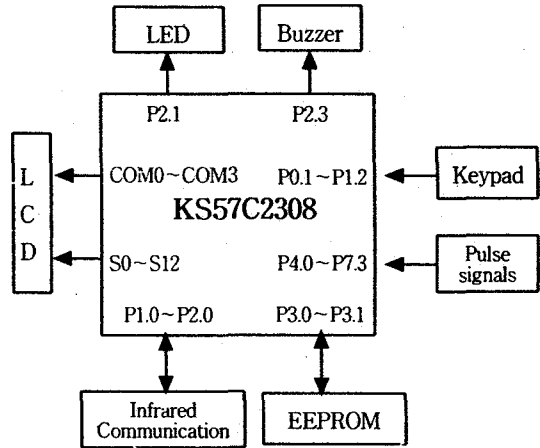 LED
Buzzer
P2.1
P2.3
L
C
D
COM0~COM3
P0.1~P1.2
Keypad
KS57C2308
S0~S12
P4.0~P7.3
Pulse
signals
P1.0~P2.0
P3.0~P3.1
Infrared
Communication
EEPROM